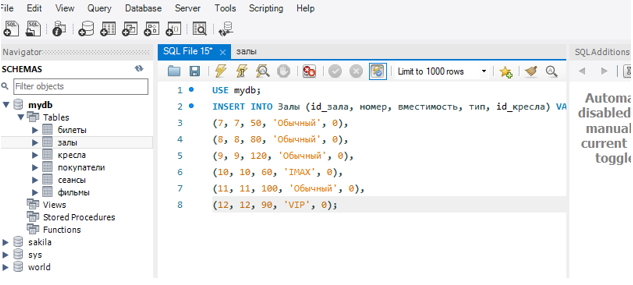 File Edit View Query Database Server Tools Scripting Help
Navigator
SCHEMAS
Filter objects
mydb
Tables
билеты
залы
кресла
покупатели
сеансы
фильмы
Views
Stored Procedures
Functions
sakila
sys
world
SQL File 15* × залы
Limit to 1000 rows
1 USE mydb;
2 INSERT INTO Залы (id_зала, номер, вместимость, тип, id_кресла) VA
3 (7, 7, 50, 'Обычный', 0),
4 (8, 8, 80, 'Обычный', 0),
5 (9, 9, 120, 'Обычный', 0),
6 (10, 10, 60, 'IMAX', 0),
7 (11, 11, 100, 'Обычный', 0),
8 (12, 12, 90, 'VIP', 0);
SQLAdditions
Automa
disabled
manual
current
toggl